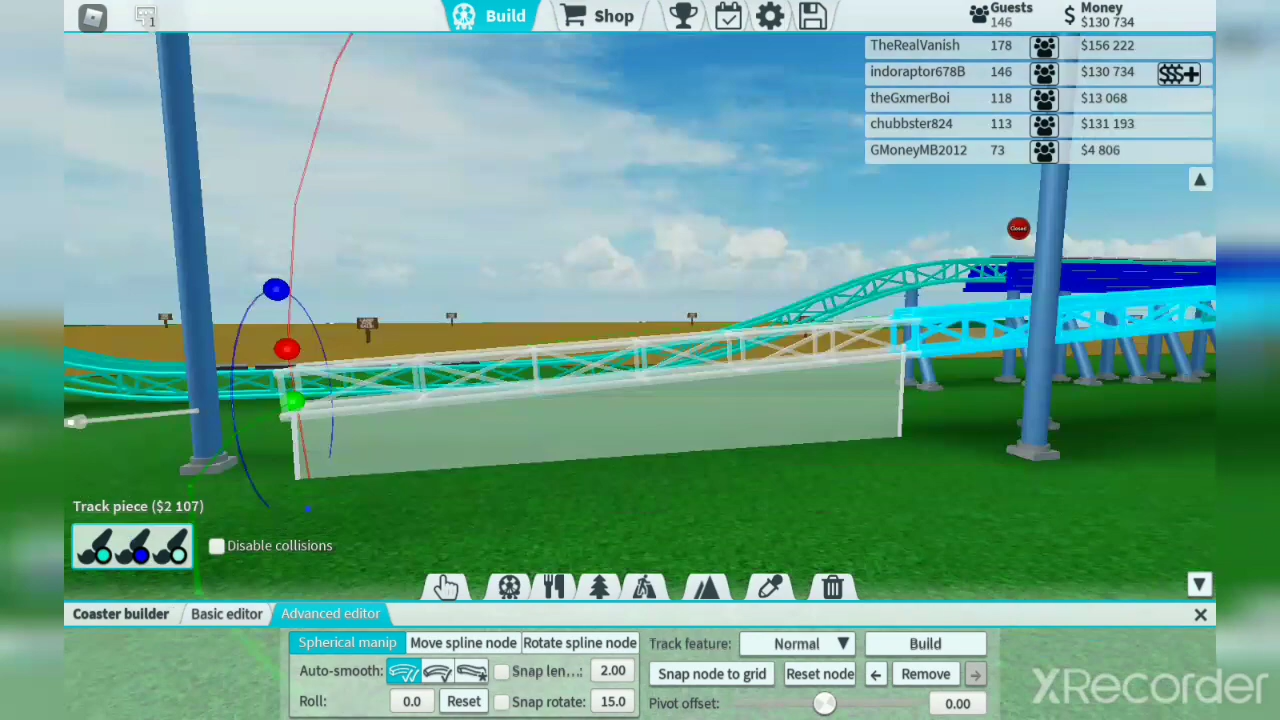 1
Build
Shop
Guests
146
$ Money
$130 734
TheRealVanish 178 $156 222
indoraptor678B 146 $130 734 $$$+
theGxmerBoi 118 $13 068
chubbster824 113 $131 193
GMoneyMB2012 73 $4 806
Closed
Track piece ($2 107)
Disable collisions
Coaster builder Basic editor Advanced editor
Spherical manip Move spline node Rotate spline node Track feature: Normal Build
Auto-smooth: Snap len...: 2.00 Snap node to grid Reset node Remove
Roll: 0.0 Reset Snap rotate: 15.0 Pivot offset: 0.00
XRecorder